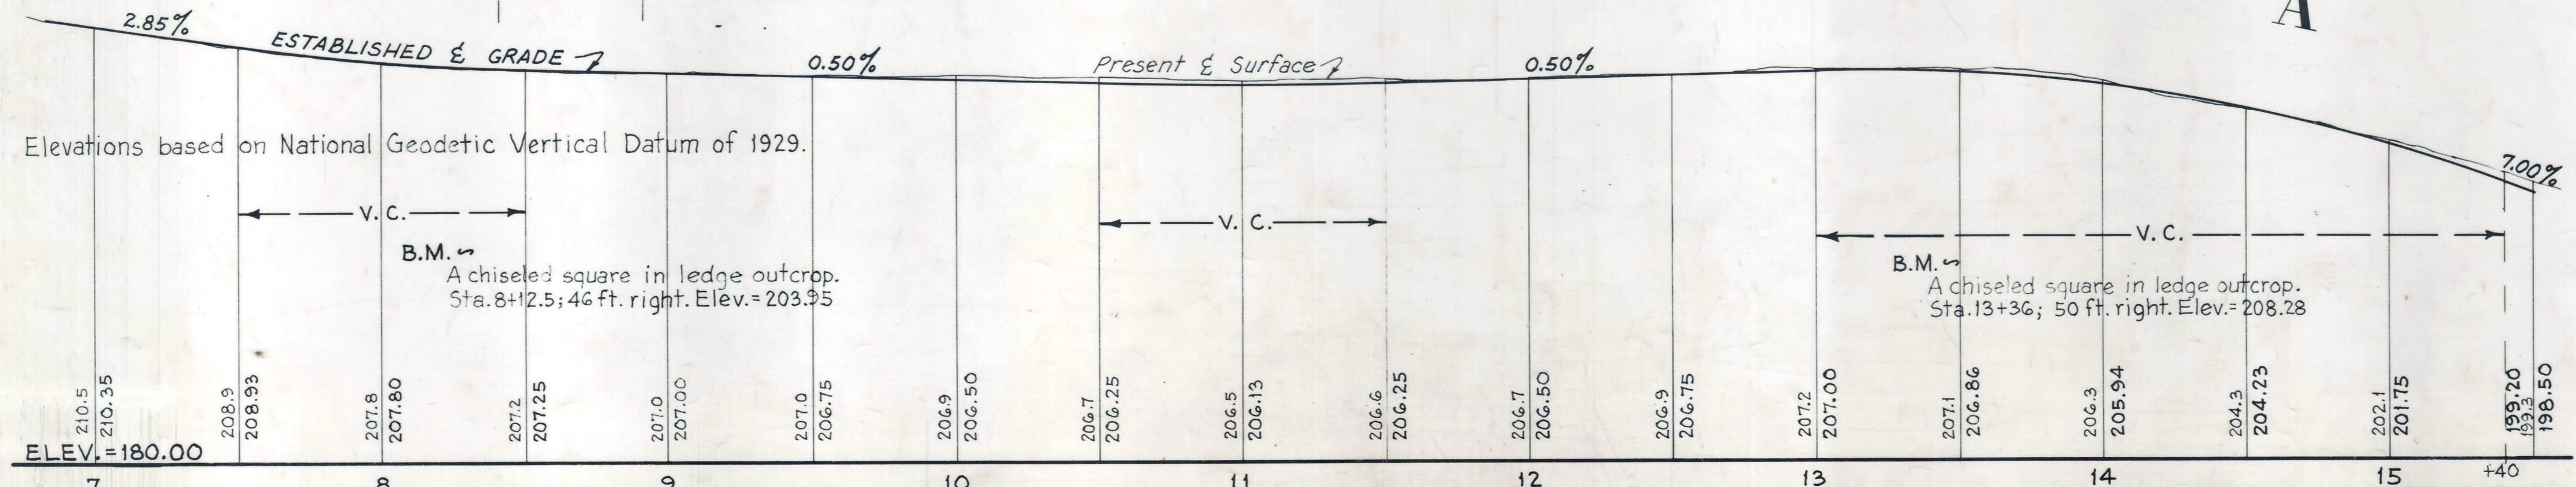 A
2.85%
ESTABLISHED ℄ GRADE
0.50%
Present ℄ Surface
0.50%
7.00%
Elevations based on National Geodetic Vertical Datum of 1929.
V. C.
V. C.
V. C.
B.M.~
A chiseled square in ledge outcrop.
Sta.8+12.5; 46 ft. right. Elev.= 203.95
B.M.~
A chiseled square in ledge outcrop.
Sta.13+36; 50 ft. right. Elev.= 208.28
210.5
210.35
208.9
208.93
207.8
207.80
207.2
207.25
207.0
207.00
207.0
206.75
206.9
206.50
206.7
206.25
206.5
206.13
206.6
206.25
206.7
206.50
206.9
206.75
207.2
207.00
207.1
206.86
206.3
205.94
204.3
204.23
202.1
201.75
199.20
199.3
198.50
ELEV.=180.00
7 8 9 10 11 12 13 14 15 +40